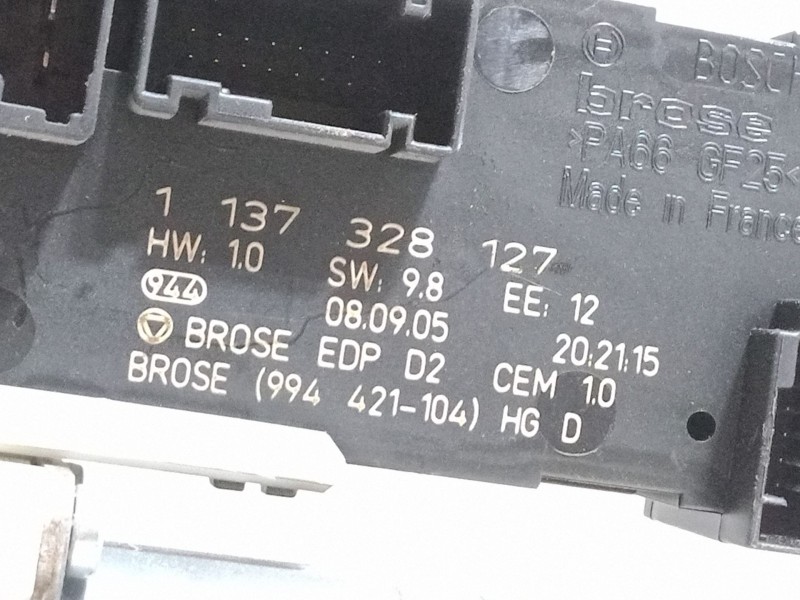 BOSCH
brose
>PA66 GF25<
Made in France
1 137 328 127
HW: 1.0 SW: 9.8 EE: 12
944 08.09.05 20:21:15
BROSE EDP D2 CEM 1.0
BROSE (994 421-104) HG D